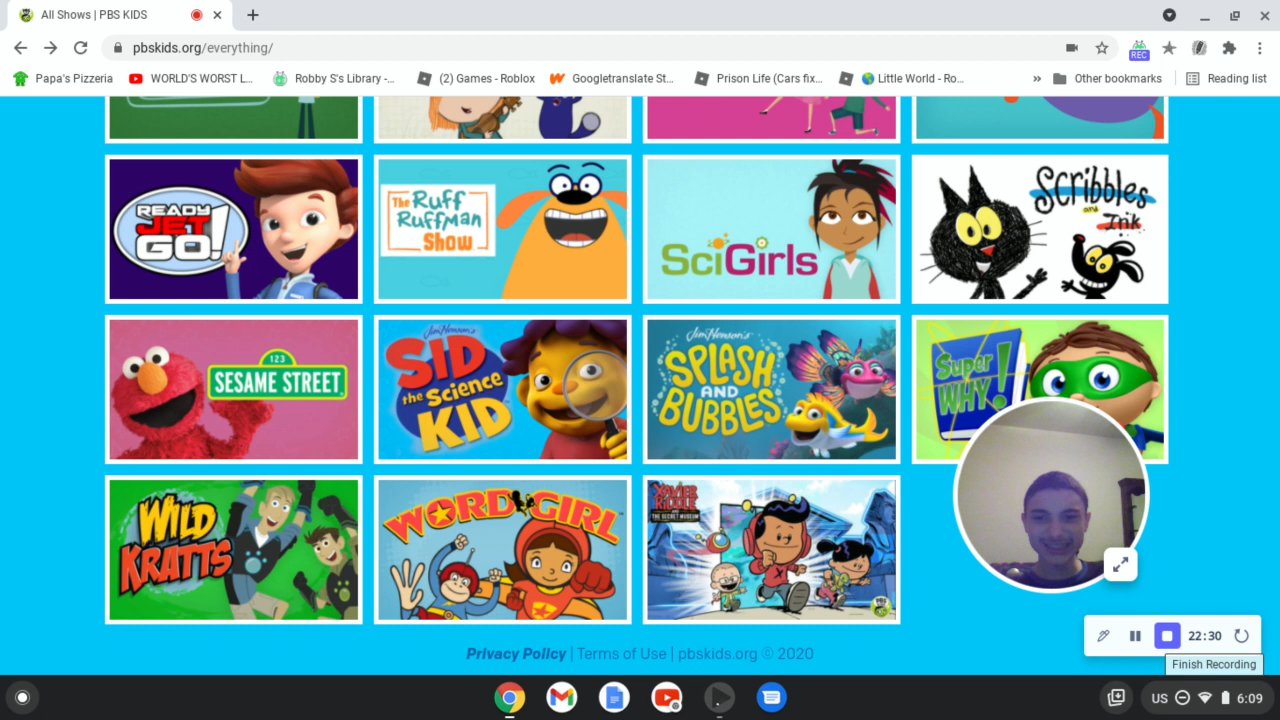 All Shows | PBS KIDS
pbskids.org/everything/
REC
Papa's Pizzeria
WORLD'S WORST L...
Robby S's Library -...
(2) Games - Roblox
Googletranslate St...
Prison Life (Cars fix...
Little World - Ro...
»
Other bookmarks
Reading list
READY
JET
GO!
The Ruff
Ruffman
Show
SciGirls
Scribbles
and
Ink
123
SESAME STREET
Jim Henson's
SID
the Science
KID
Jim Henson's
SPLASH
AND
BUBBLES
Super
WHY!
WILD
KRATTS
WORDGIRL
XAVIER
RIDDLE
AND
THE SECRET MUSEUM
Privacy Policy | Terms of Use | pbskids.org © 2020
22:30
Finish Recording
US
6:09